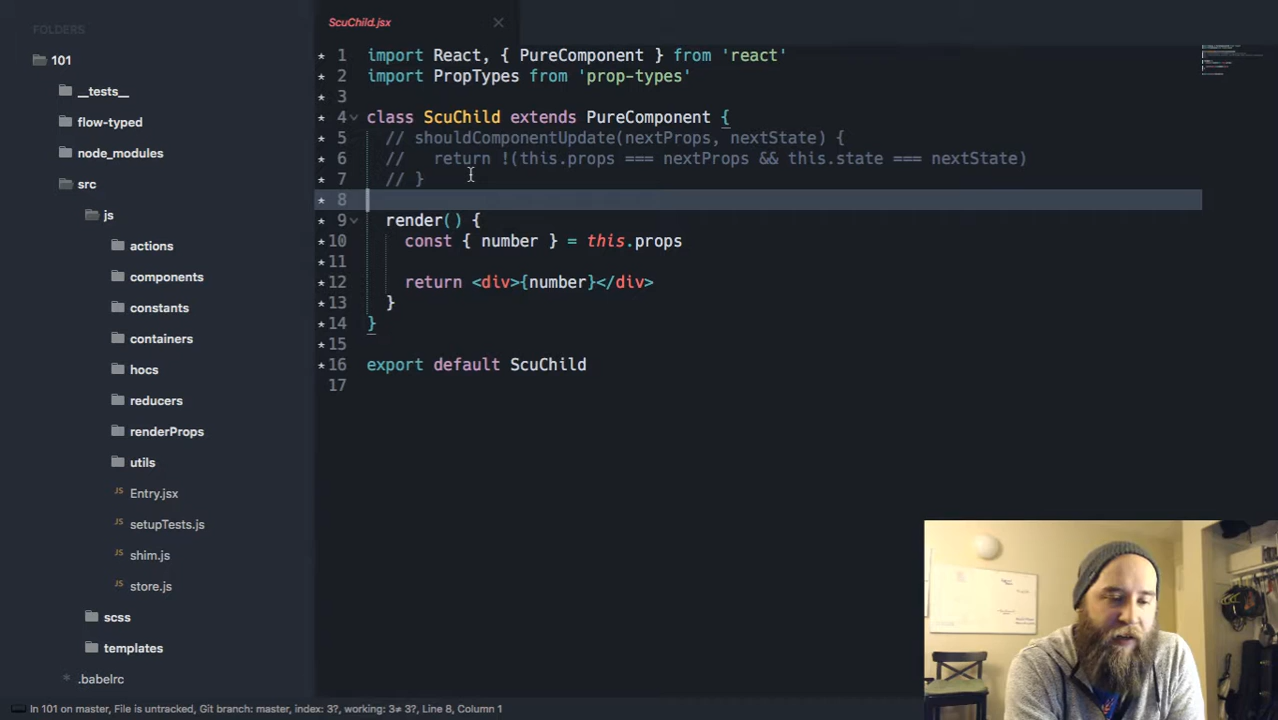 FOLDERS
101
__tests__
flow-typed
node_modules
src
js
actions
components
constants
containers
hocs
reducers
renderProps
utils
JS Entry.jsx
JS setupTests.js
JS shim.js
JS store.js
scss
templates
* .babelrc
ScuChild.jsx ×
* 1 import React, { PureComponent } from 'react'
* 2 import PropTypes from 'prop-types'
* 3
* 4 class ScuChild extends PureComponent {
* 5 // shouldComponentUpdate(nextProps, nextState) {
* 6 // return !(this.props === nextProps && this.state === nextState)
* 7 // }
* 8
* 9 render() {
* 10 const { number } = this.props
* 11
* 12 return <div>{number}</div>
* 13 }
* 14 }
* 15
* 16 export default ScuChild
17
In 101 on master, File is untracked, Git branch: master, index: 3?, working: 3≠ 3?, Line 8, Column 1